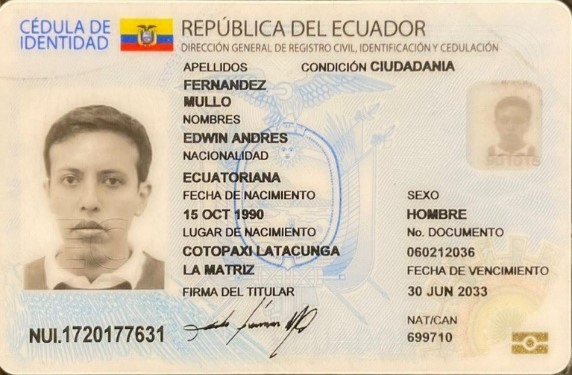 CÉDULA DE IDENTIDAD
REPÚBLICA DEL ECUADOR
DIRECCIÓN GENERAL DE REGISTRO CIVIL, IDENTIFICACIÓN Y CEDULACIÓN
APELLIDOS CONDICIÓN CIUDADANIA
FERNANDEZ
MULLO
NOMBRES
EDWIN ANDRES
NACIONALIDAD
ECUATORIANA
FECHA DE NACIMIENTO SEXO
15 OCT 1990 HOMBRE
LUGAR DE NACIMIENTO No. DOCUMENTO
COTOPAXI LATACUNGA 060212036
LA MATRIZ FECHA DE VENCIMIENTO
FIRMA DEL TITULAR 30 JUN 2033
NAT/CAN
NUI.1720177631 699710